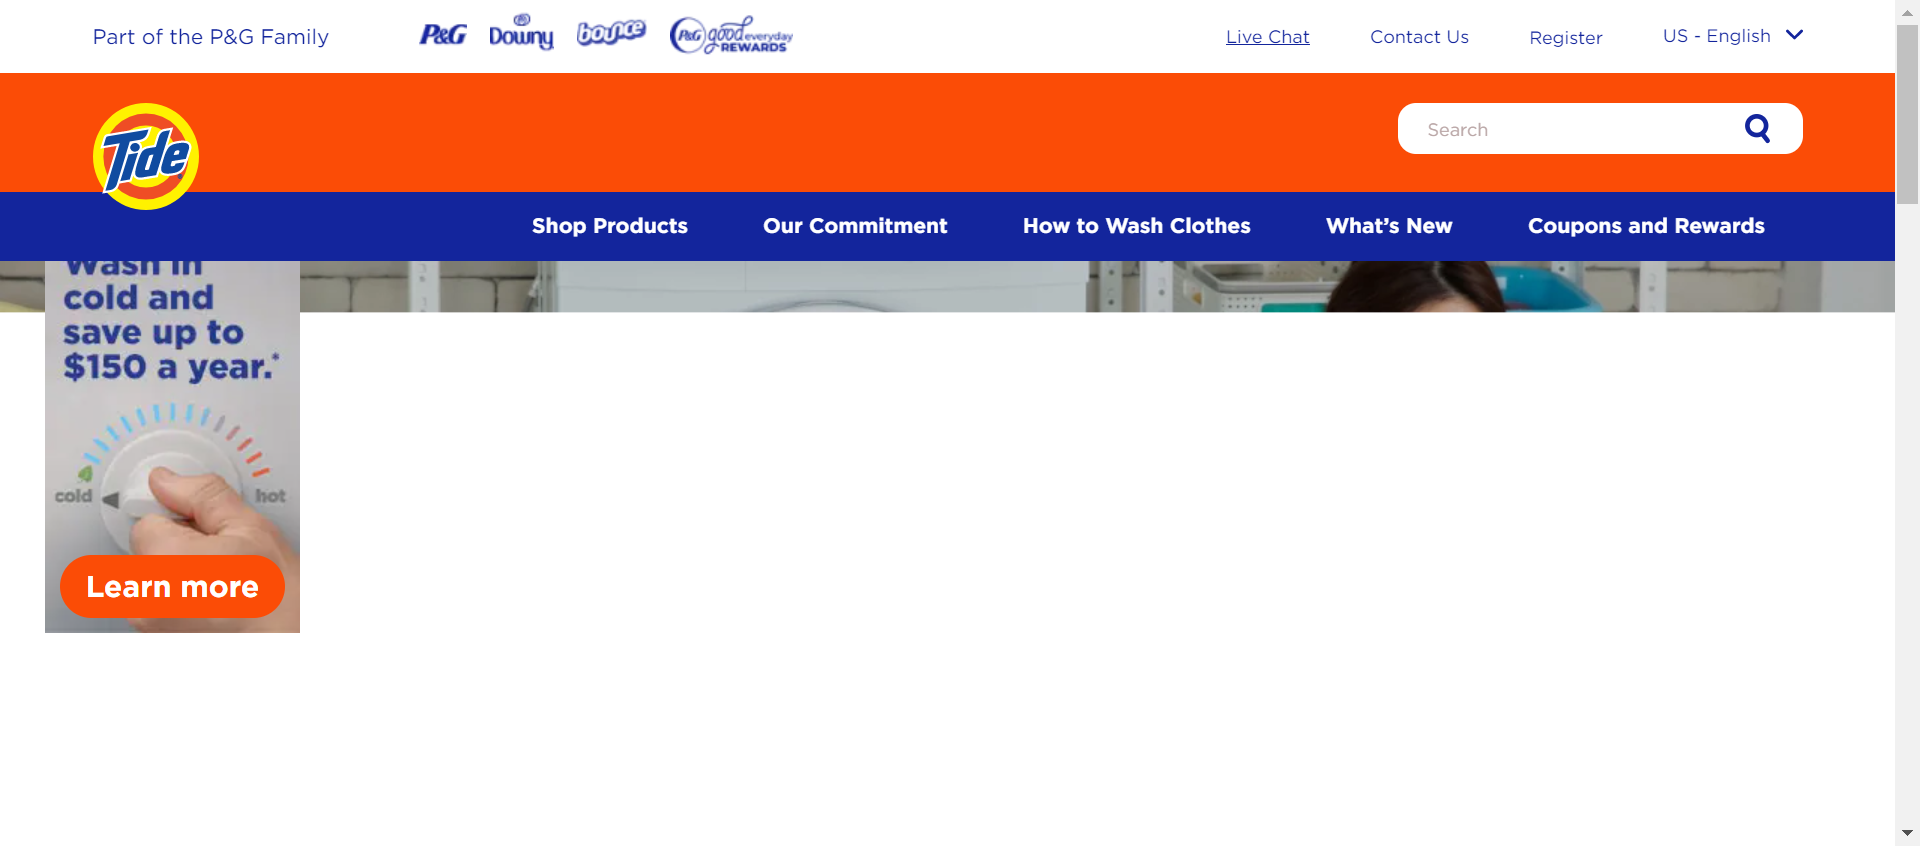 Part of the P&G Family
P&G
Downy
bounce
P&G good everyday
REWARDS
Live Chat
Contact Us
Register
US - English
Tide
Search
Shop Products
Our Commitment
How to Wash Clothes
What's New
Coupons and Rewards
Wash in
cold and
save up to
$150 a year.*
cold
hot
Learn more